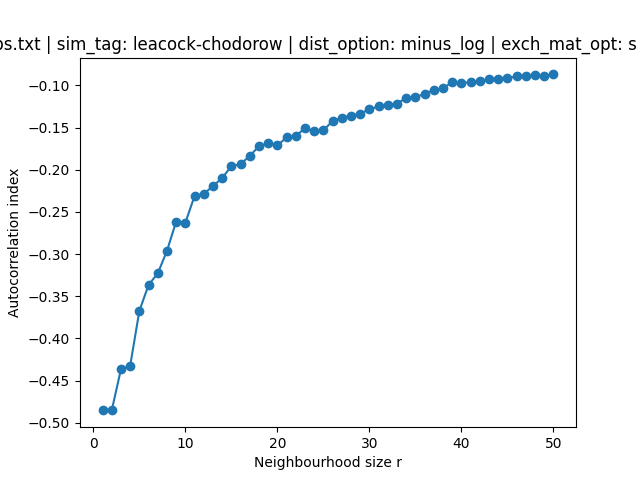 os.txt | sim_tag: leacock-chodorow | dist_option: minus_log | exch_mat_opt: s
−0.10
−0.15
−0.20
−0.25
−0.30
−0.35
−0.40
−0.45
−0.50
Autocorrelation index
0 10 20 30 40 50
Neighbourhood size r